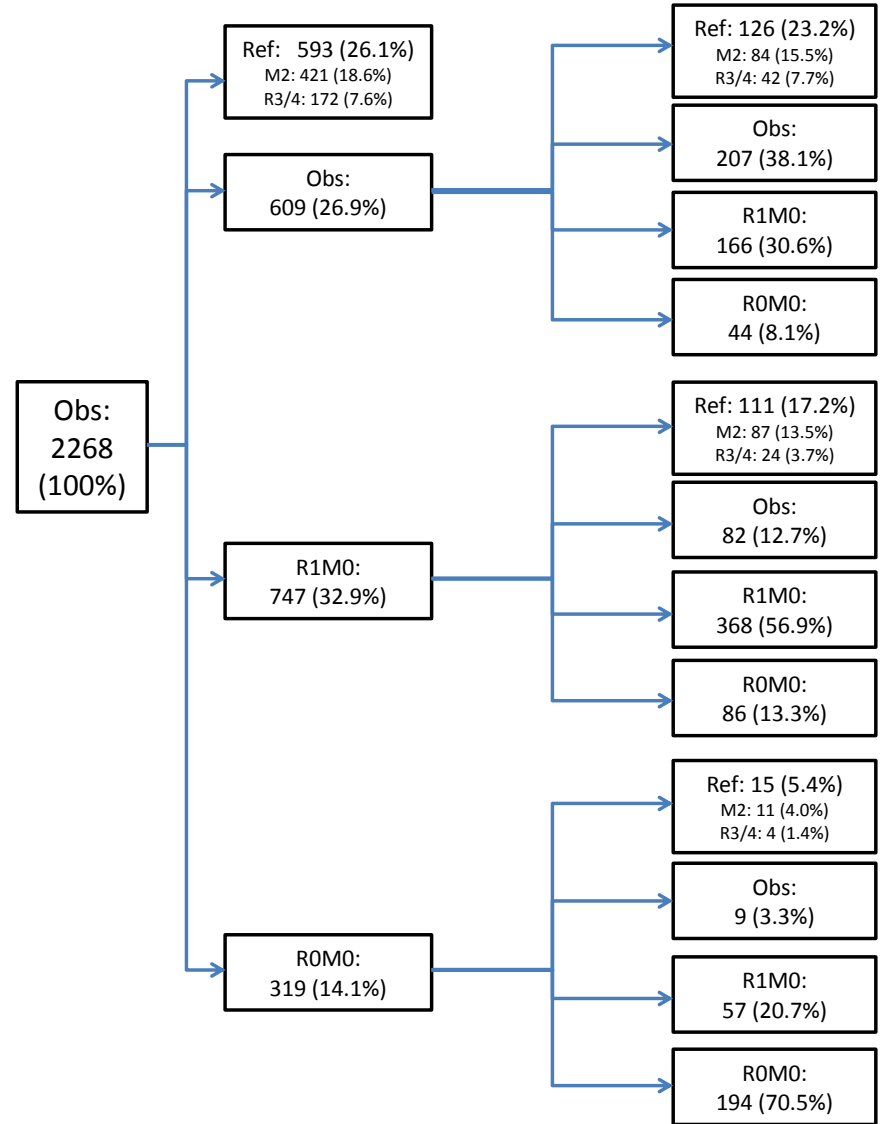 Obs:
2268
(100%)
Ref: 593 (26.1%)
M2: 421 (18.6%)
R3/4: 172 (7.6%)
Obs:
609 (26.9%)
R1M0:
747 (32.9%)
R0M0:
319 (14.1%)
Ref: 126 (23.2%)
M2: 84 (15.5%)
R3/4: 42 (7.7%)
Obs:
207 (38.1%)
R1M0:
166 (30.6%)
R0M0:
44 (8.1%)
Ref: 111 (17.2%)
M2: 87 (13.5%)
R3/4: 24 (3.7%)
Obs:
82 (12.7%)
R1M0:
368 (56.9%)
R0M0:
86 (13.3%)
Ref: 15 (5.4%)
M2: 11 (4.0%)
R3/4: 4 (1.4%)
Obs:
9 (3.3%)
R1M0:
57 (20.7%)
R0M0:
194 (70.5%)